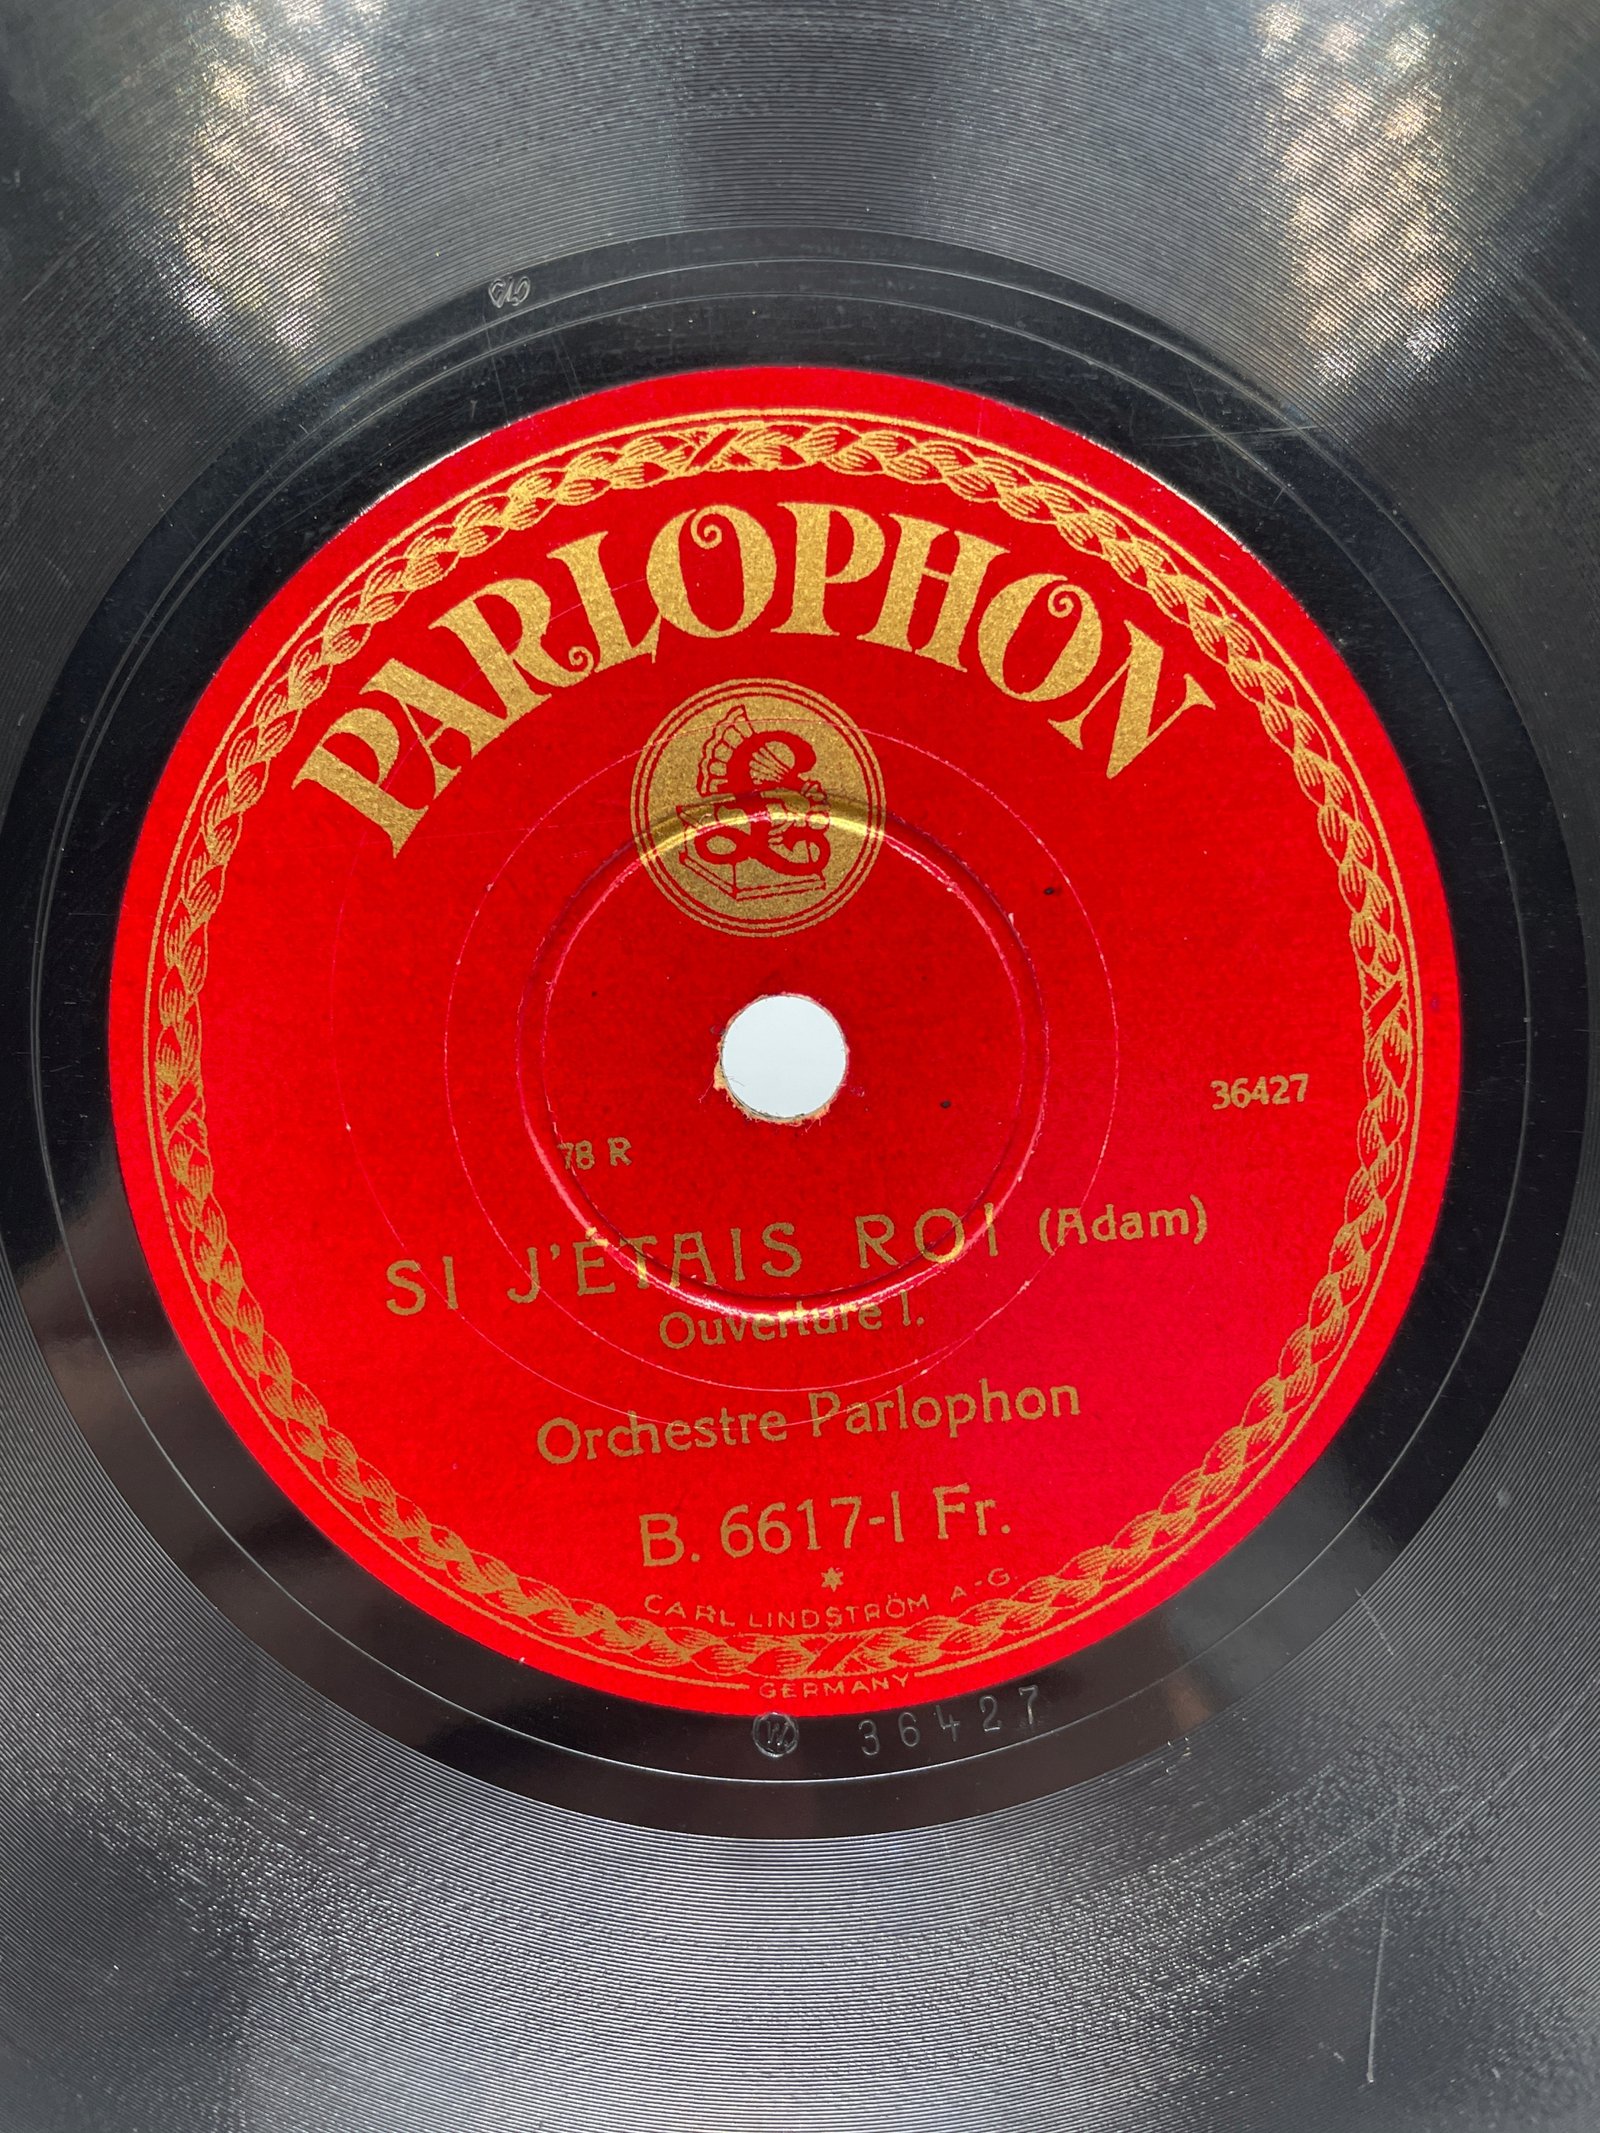 PARLOPHON
36427
78 R
SI J'ÉTAIS ROI (Adam)
Ouverture I.
Orchestre Parlophon
B. 6617-I Fr.
*
CARL LINDSTRÖM A-G.
GERMANY
W 36427